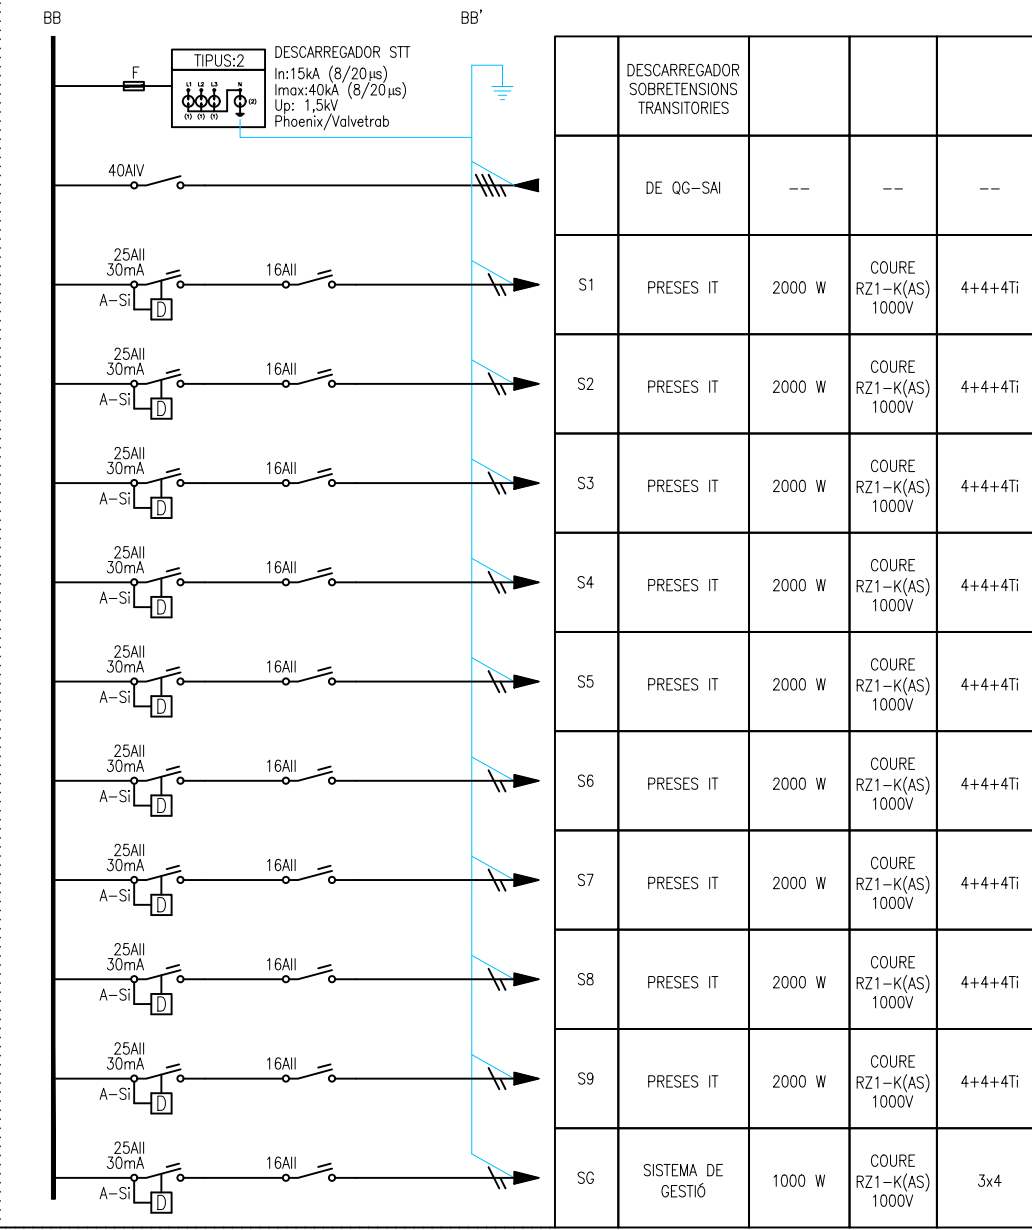 BB
BB'
F
TIPUS:2
L1 L2 L3 N
(2)
(1) (1) (1)
DESCARREGADOR STT
In:15kA (8/20µs)
Imax:40kA (8/20µs)
Up: 1,5kV
Phoenix/Valvetrab
DESCARREGADOR
SOBRETENSIONS
TRANSITORIES
40AIV
DE QG-SAI
--
--
--
25AII
30mA
A-Si
D
16AII
S1
PRESES IT
2000 W
COURE
RZ1-K(AS)
1000V
4+4+4Ti
25AII
30mA
A-Si
D
16AII
S2
PRESES IT
2000 W
COURE
RZ1-K(AS)
1000V
4+4+4Ti
25AII
30mA
A-Si
D
16AII
S3
PRESES IT
2000 W
COURE
RZ1-K(AS)
1000V
4+4+4Ti
25AII
30mA
A-Si
D
16AII
S4
PRESES IT
2000 W
COURE
RZ1-K(AS)
1000V
4+4+4Ti
25AII
30mA
A-Si
D
16AII
S5
PRESES IT
2000 W
COURE
RZ1-K(AS)
1000V
4+4+4Ti
25AII
30mA
A-Si
D
16AII
S6
PRESES IT
2000 W
COURE
RZ1-K(AS)
1000V
4+4+4Ti
25AII
30mA
A-Si
D
16AII
S7
PRESES IT
2000 W
COURE
RZ1-K(AS)
1000V
4+4+4Ti
25AII
30mA
A-Si
D
16AII
S8
PRESES IT
2000 W
COURE
RZ1-K(AS)
1000V
4+4+4Ti
25AII
30mA
A-Si
D
16AII
S9
PRESES IT
2000 W
COURE
RZ1-K(AS)
1000V
4+4+4Ti
25AII
30mA
A-Si
D
16AII
SG
SISTEMA DE
GESTIÓ
1000 W
COURE
RZ1-K(AS)
1000V
3x4